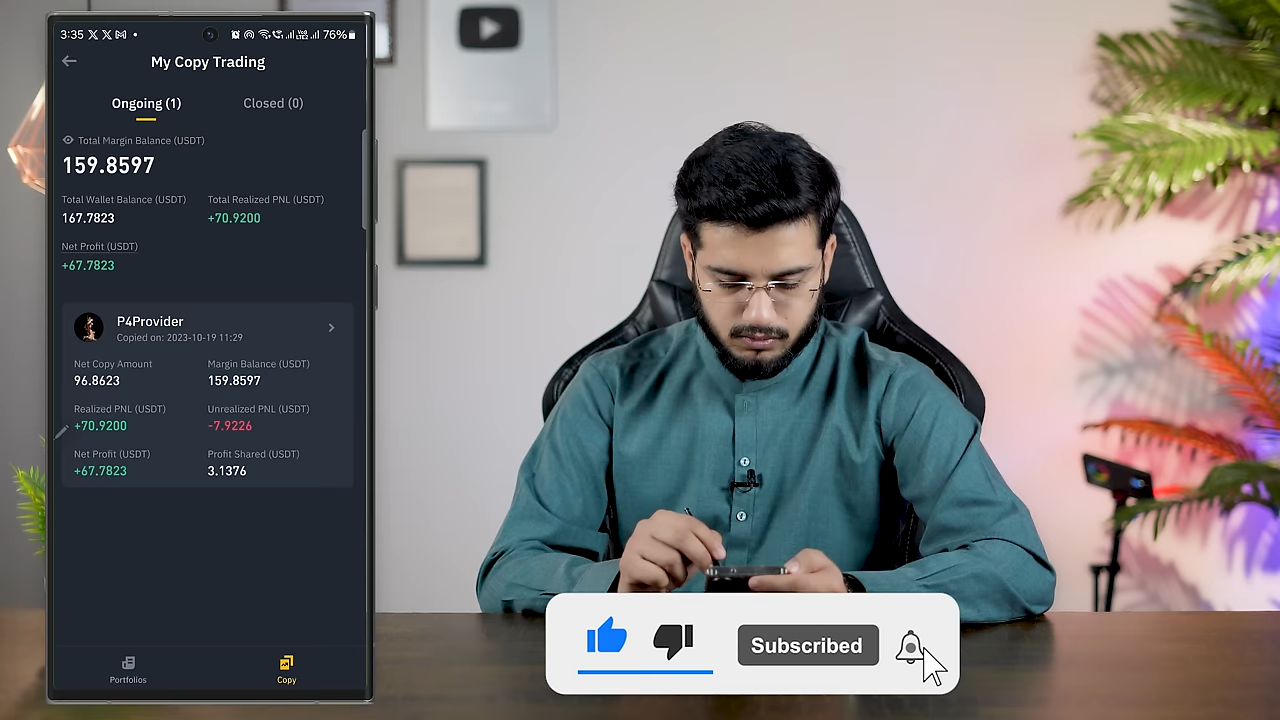 3:35
76%
My Copy Trading
Ongoing (1)
Closed (0)
Total Margin Balance (USDT)
159.8597
Total Wallet Balance (USDT)
Total Realized PNL (USDT)
167.7823
+70.9200
Net Profit (USDT)
+67.7823
P4Provider
Copied on: 2023-10-19 11:29
Net Copy Amount
Margin Balance (USDT)
96.8623
159.8597
Realized PNL (USDT)
Unrealized PNL (USDT)
+70.9200
-7.9226
Net Profit (USDT)
Profit Shared (USDT)
+67.7823
3.1376
Portfolios
Copy
Subscribed